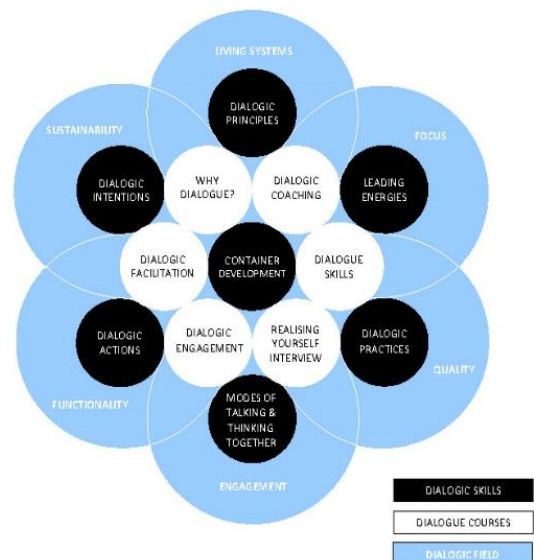 LIVING SYSTEMS
DIALOGIC
PRINCIPLES
SUSTAINABILITY
FOCUS
DIALOGIC
INTENTIONS
WHY
DIALOGUE?
DIALOGIC
COACHING
LEADING
ENERGIES
DIALOGIC
FACILITATION
CONTAINER
DEVELOPMENT
DIALOGUE
SKILLS
DIALOGIC
ACTIONS
DIALOGIC
ENGAGEMENT
REALISING
YOURSELF
INTERVIEW
DIALOGIC
PRACTICES
QUALITY
FUNCTIONALITY
MODES OF
TALKING &
THINKING
TOGETHER
ENGAGEMENT
DIALOGIC SKILLS
DIALOGUE COURSES
DIALOGIC FIELD